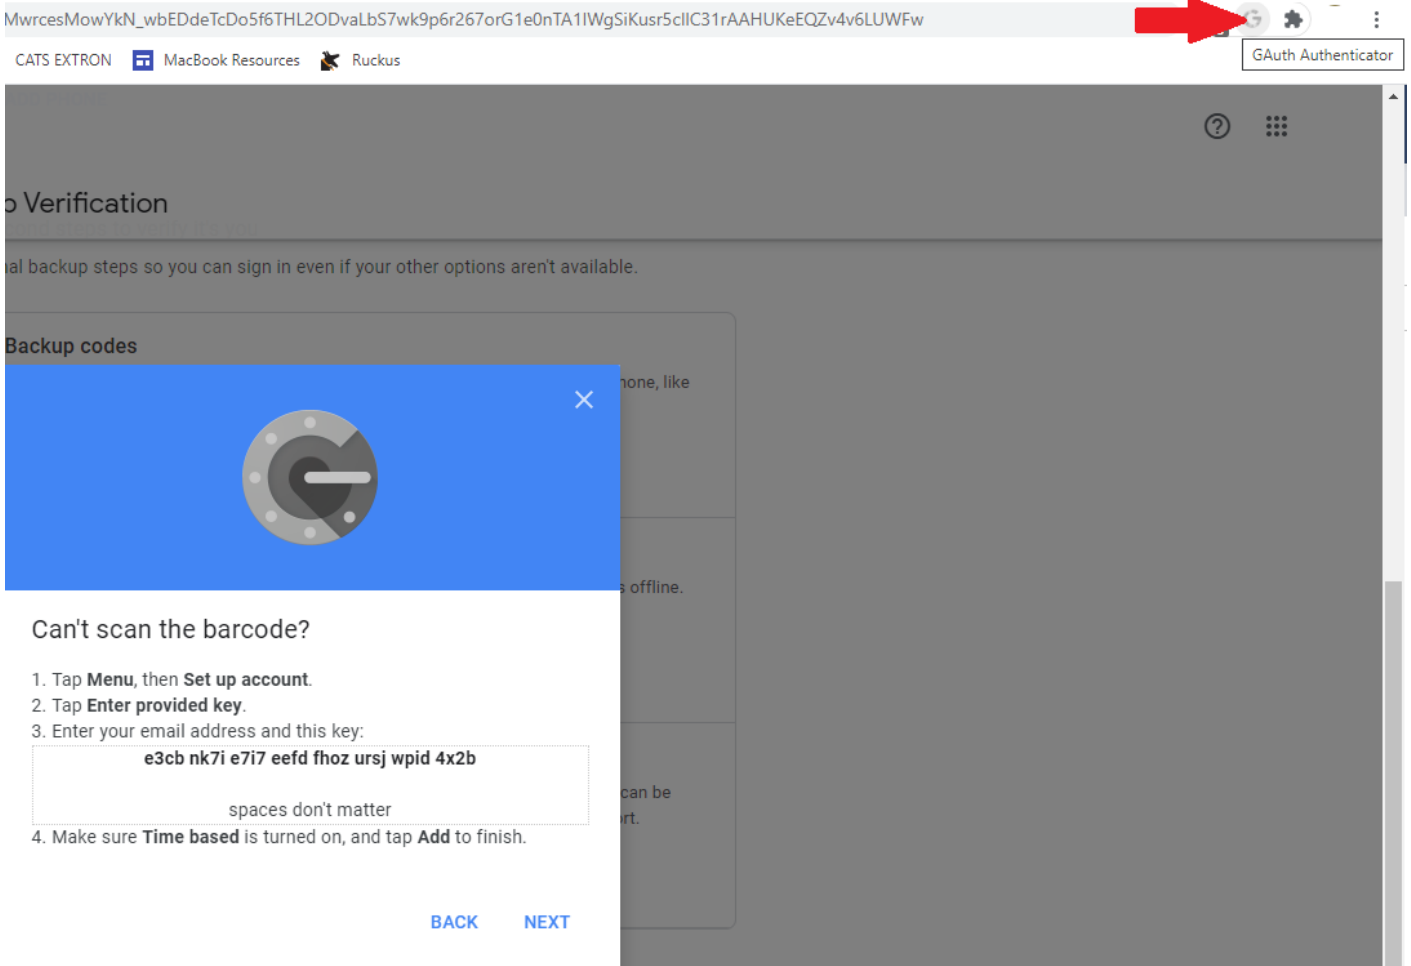 MwrcesMowYkN_wbEDdeTcDo5f6THL2ODvaLbS7wk9p6r267orG1e0nTA1IWgSiKusr5cIIC31rAAHUKeEQZv4v6LUWFw
CATS EXTRON MacBook Resources Ruckus
GAuth Authenticator
p Verification
nal backup steps so you can sign in even if your other options aren't available.
Backup codes
hone, like
s offline.
can be
ort.
Can't scan the barcode?
1. Tap Menu, then Set up account.
2. Tap Enter provided key.
3. Enter your email address and this key:
e3cb nk7i e7i7 eefd fhoz ursj wpid 4x2b
spaces don't matter
4. Make sure Time based is turned on, and tap Add to finish.
BACK NEXT